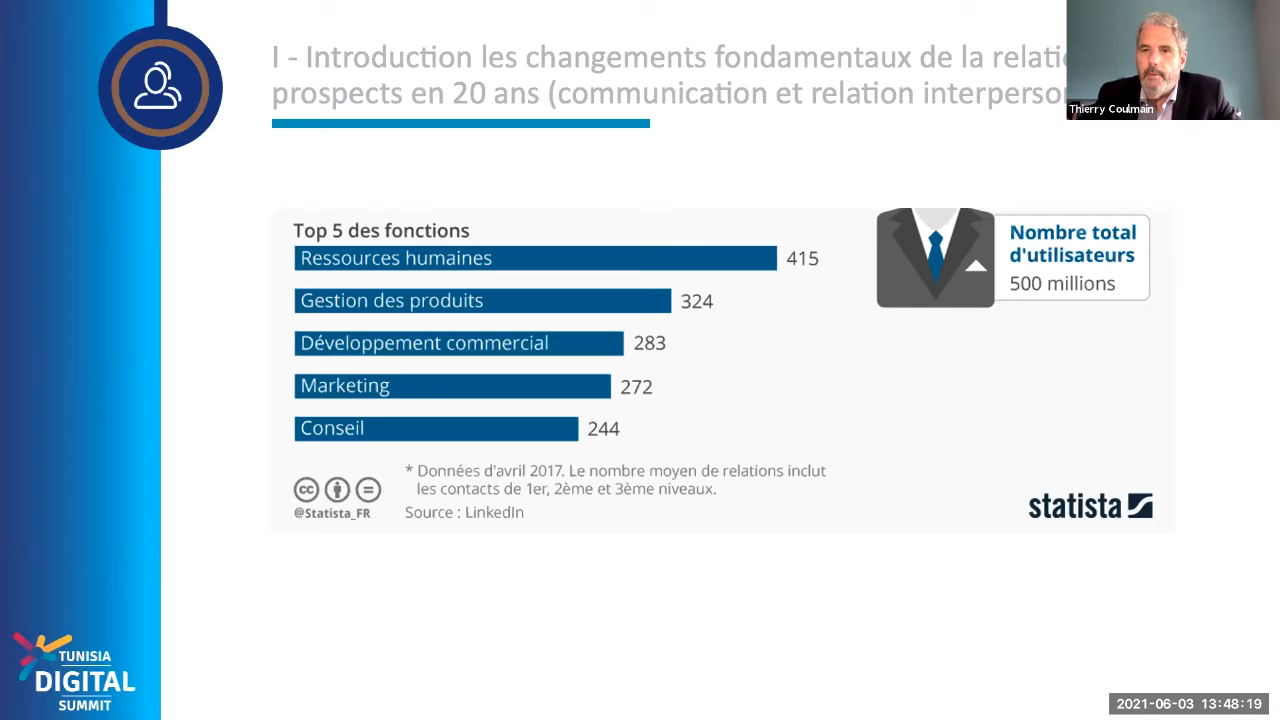 I - Introduction les changements fondamentaux de la
prospects en 20 ans (communication et relation
Thierry Coulmain
Top 5 des fonctions
Ressources humaines 415
Gestion des produits 324
Développement commercial 283
Marketing 272
Conseil 244
Nombre total
d'utilisateurs
500 millions
* Données d'avril 2017. Le nombre moyen de relations inclut
les contacts de 1er, 2ème et 3ème niveaux.
@Statista_FR Source : LinkedIn
statista
TUNISIA
DIGITAL
SUMMIT
2021-06-03 13:48:19